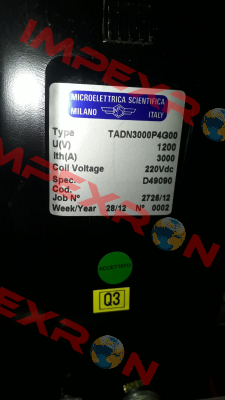 MICROELETTRICA SCIENTIFICA
MILANO ITALY
Type TADN3000P4G00
U(V) 1200
Ith(A) 3000
Coil Voltage 220Vdc
Spec. D49090
Cod.
Job N° 2726/12
Week/Year 28/12 N° 0002
Q3
IMPEXRON
IMPEXRON
IMPEXRON